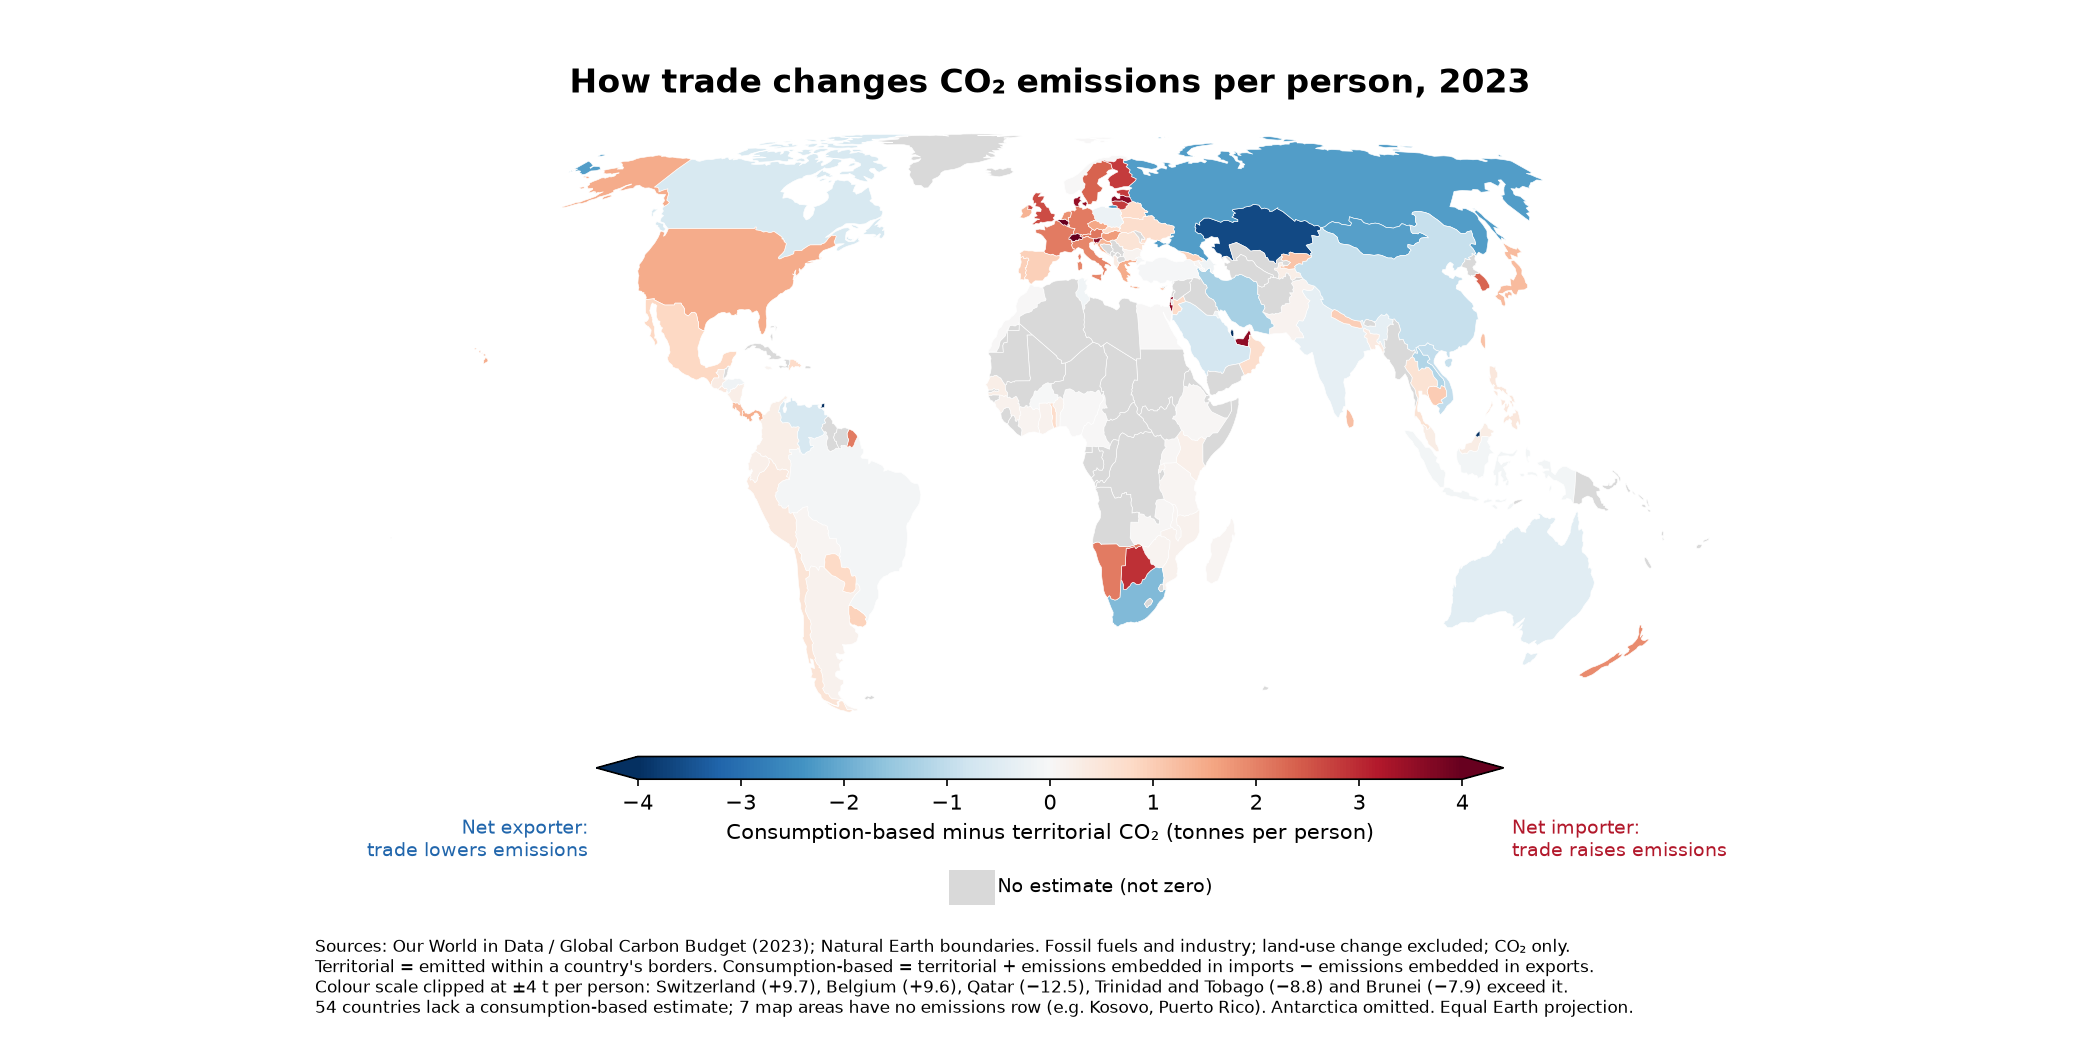 How trade changes CO₂ emissions per person, 2023
−4 −3 −2 −1 0 1 2 3 4
Consumption-based minus territorial CO₂ (tonnes per person)
Net exporter:
trade lowers emissions
Net importer:
trade raises emissions
No estimate (not zero)
Sources: Our World in Data / Global Carbon Budget (2023); Natural Earth boundaries. Fossil fuels and industry; land-use change excluded; CO₂ only.
Territorial = emitted within a country's borders. Consumption-based = territorial + emissions embedded in imports − emissions embedded in exports.
Colour scale clipped at ±4 t per person: Switzerland (+9.7), Belgium (+9.6), Qatar (−12.5), Trinidad and Tobago (−8.8) and Brunei (−7.9) exceed it.
54 countries lack a consumption-based estimate; 7 map areas have no emissions row (e.g. Kosovo, Puerto Rico). Antarctica omitted. Equal Earth projection.